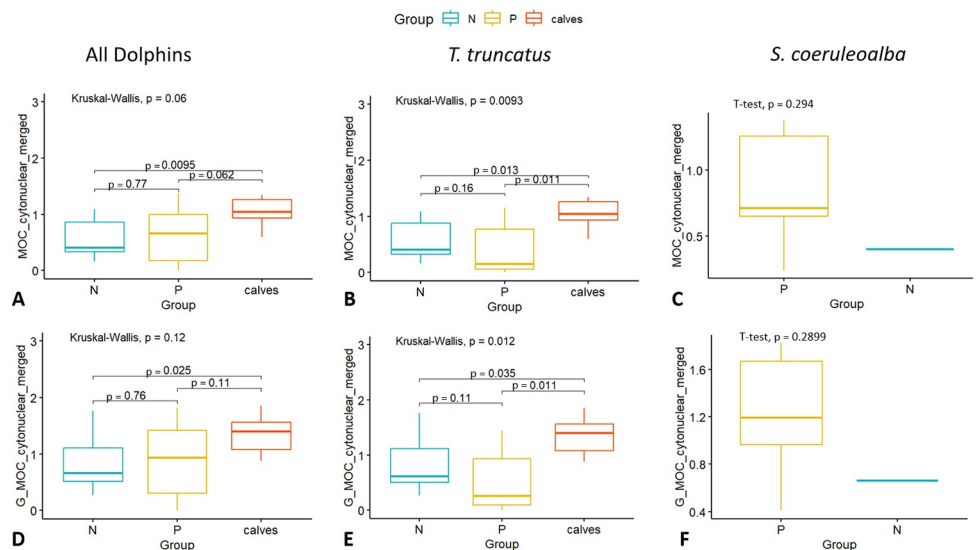 Group N P calves
All Dolphins
T. truncatus
S. coeruleoalba
Kruskal-Wallis, p = 0.06
p = 0.0095
p = 0.062
p = 0.77
MOC_cytonuclear_merged
3
2
1
0
N P calves
Group
A
Kruskal-Wallis, p = 0.0093
p = 0.013
p = 0.011
p = 0.16
MOC_cytonuclear_merged
3
2
1
0
N P calves
Group
B
T-test, p = 0.294
MOC_cytonuclear_merged
1.0
0.5
P N
Group
C
Kruskal-Wallis, p = 0.12
p = 0.025
p = 0.11
p = 0.76
G_MOC_cytonuclear_merged
3
2
1
0
N P calves
Group
D
Kruskal-Wallis, p = 0.012
p = 0.035
p = 0.011
p = 0.11
G_MOC_cytonuclear_merged
3
2
1
0
N P calves
Group
E
T-test, p = 0.2899
G_MOC_cytonuclear_merged
1.6
1.2
0.8
0.4
P N
Group
F